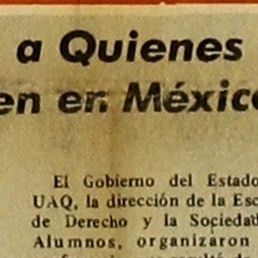 a Quienes
en en México
El Gobierno del Estado
UAQ, la dirección de la Esc
de Derecho y la Sociedad
Alumnos, organizaron